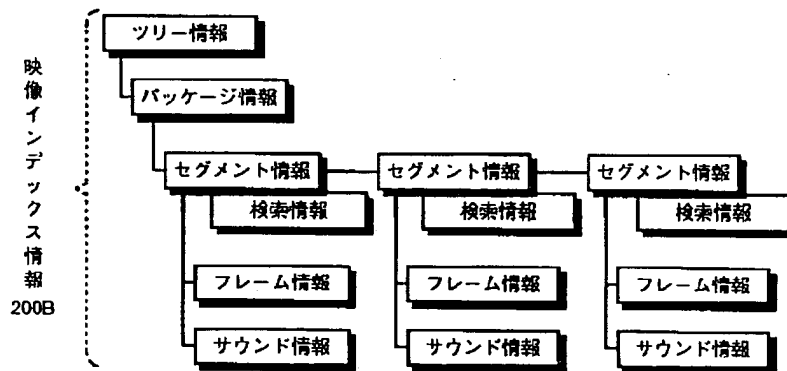 映像インデックス情報
200B
ツリー情報
パッケージ情報
セグメント情報 セグメント情報 セグメント情報
検索情報 検索情報 検索情報
フレーム情報 フレーム情報 フレーム情報
サウンド情報 サウンド情報 サウンド情報